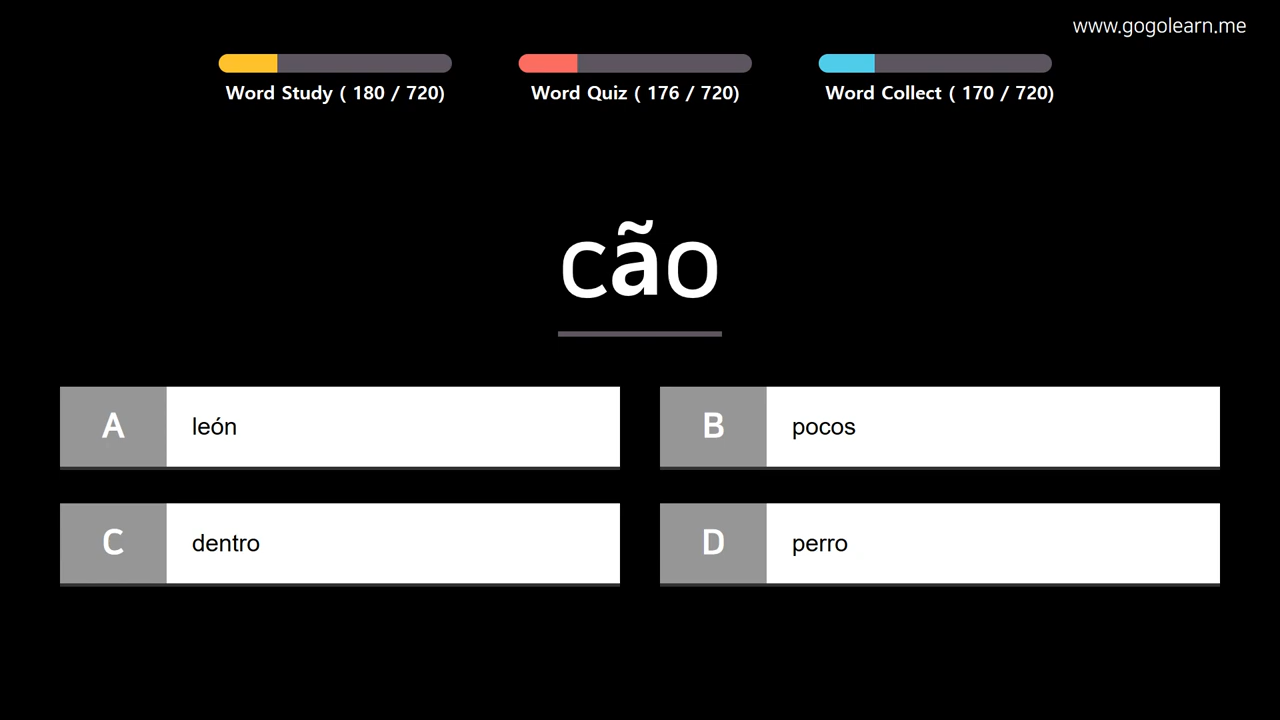 www.gogolearn.me
Word Study ( 180 / 720)
Word Quiz ( 176 / 720)
Word Collect ( 170 / 720)
cão
A león
B pocos
C dentro
D perro